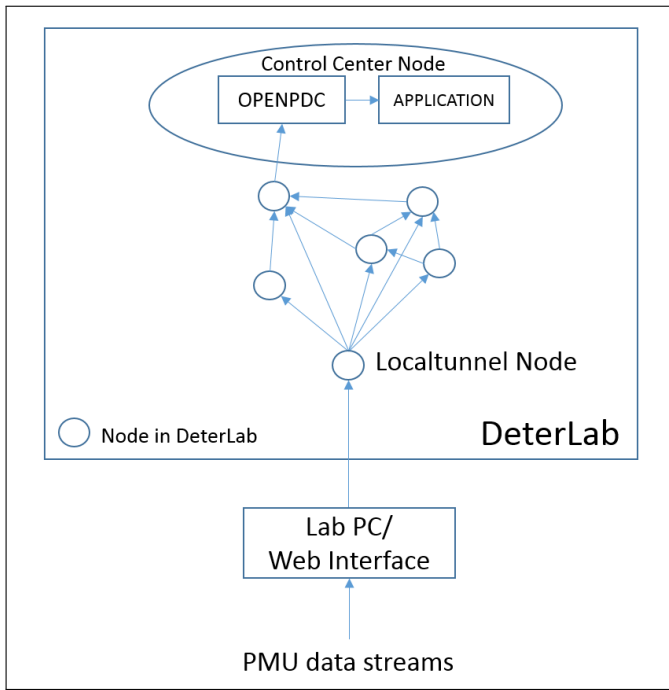 Control Center Node
OPENPDC
APPLICATION
Localtunnel Node
Node in DeterLab
DeterLab
Lab PC/
Web Interface
PMU data streams